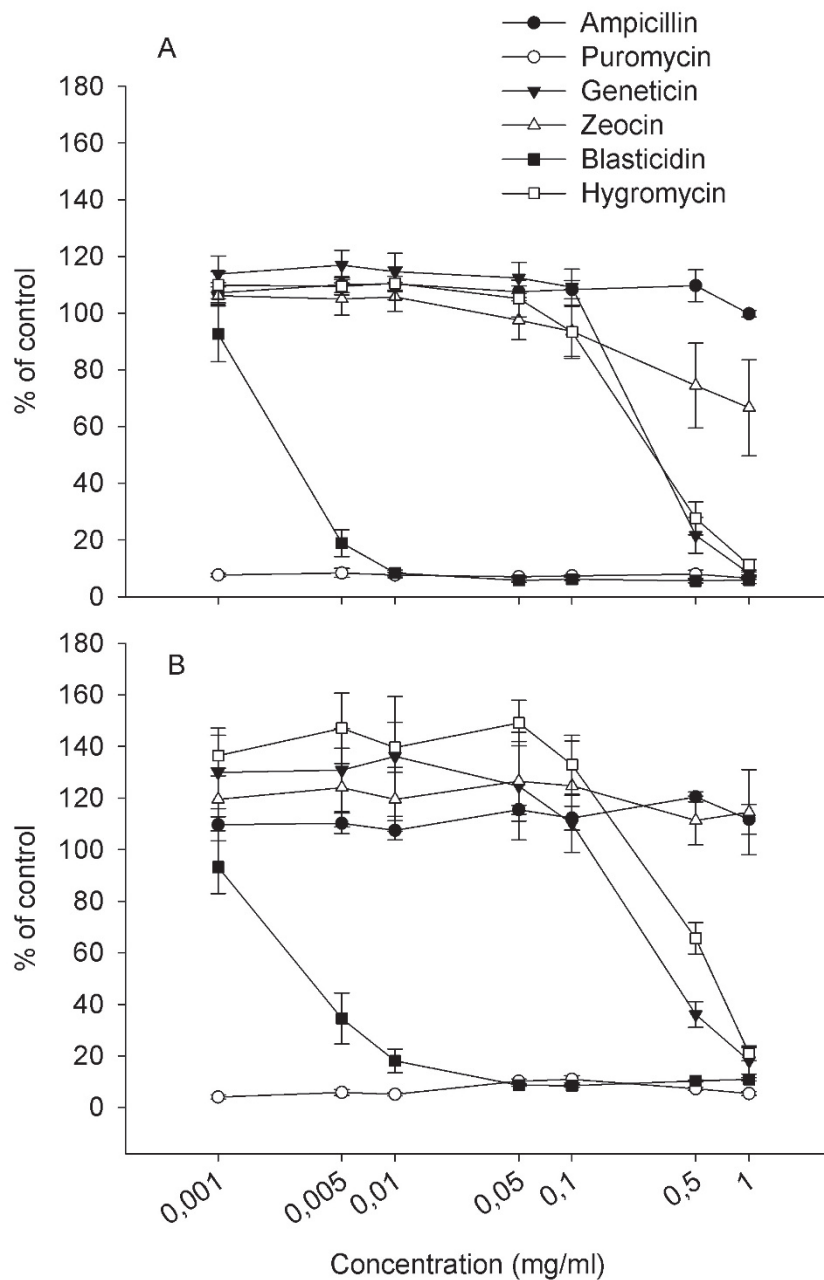 A
Ampicillin
Puromycin
Geneticin
Zeocin
Blasticidin
Hygromycin
180
160
140
120
100
80
60
40
20
0
% of control
B
180
160
140
120
100
80
60
40
20
0
% of control
0,001
0,005
0,01
0,05
0,1
0,5
1
Concentration (mg/ml)